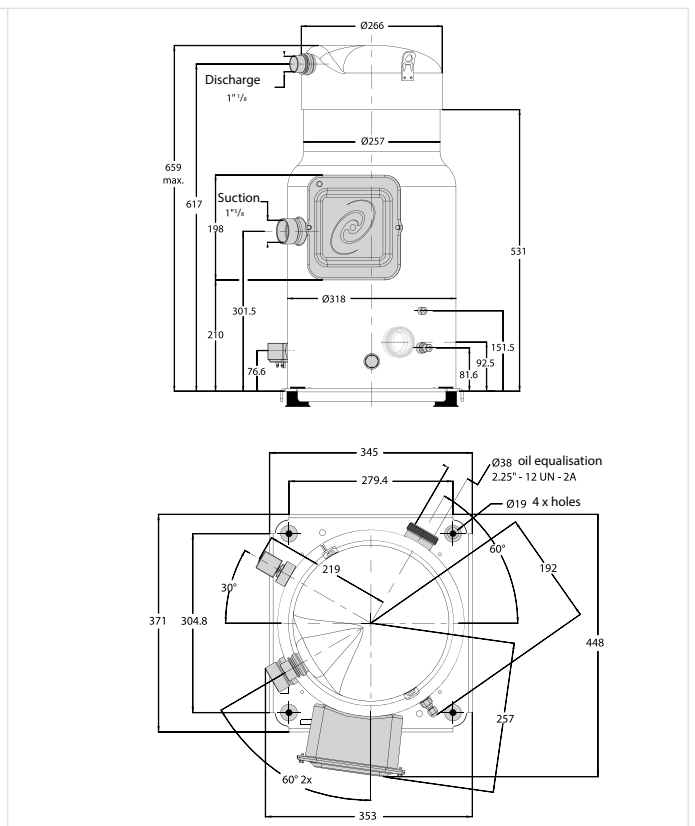 Ø266
Discharge
1" 1/8
Ø257
659
max.
617
Suction
1"5/8
198
531
301.5
Ø318
210
151.5
92.5
76.6
81.6
345
Ø38 oil equalisation
2.25" - 12 UN - 2A
279.4
Ø19 4 x holes
60°
219
192
30°
371
304.8
448
257
60° 2x
353